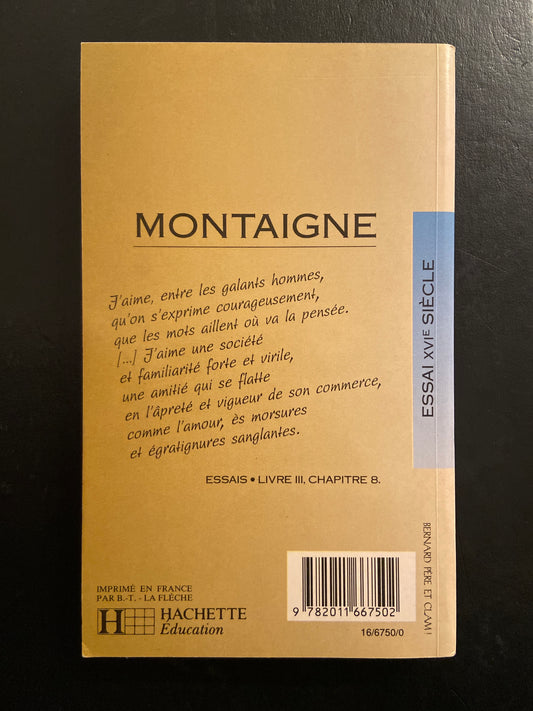 MONTAIGNE
J'aime, entre les galants hommes,
qu'on s'exprime courageusement,
que les mots aillent où va la pensée.
[...] J'aime une société
et familiarité forte et virile,
une amitié qui se flatte
en l'âpreté et vigueur de son commerce,
comme l'amour, ès morsures
et égratignures sanglantes.
ESSAIS • LIVRE III, CHAPITRE 8.
ESSAI XVIE SIÈCLE
BERNARD PÈRE ET CLAM !
IMPRIMÉ EN FRANCE
PAR B.-T. - LA FLÈCHE
H HACHETTE
Éducation
9 782011 667502
16/6750/0